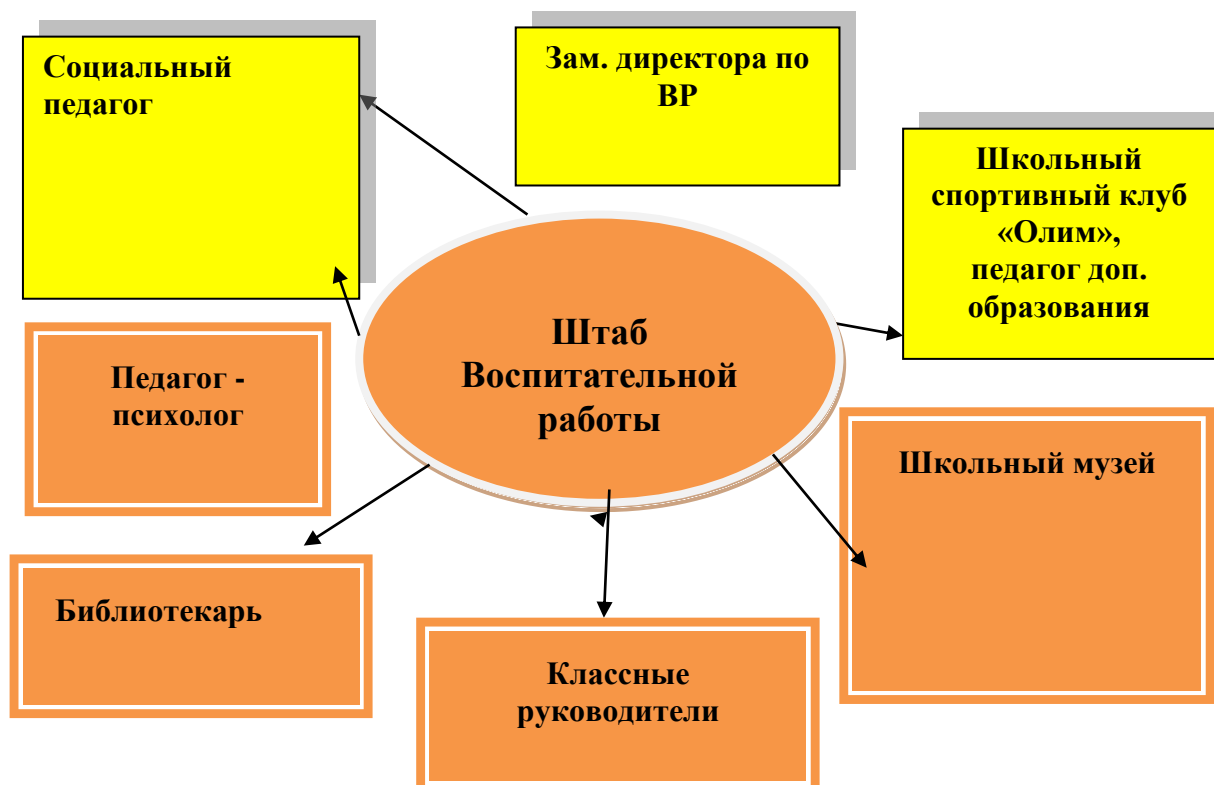 Социальный
педагог
Зам. директора по
ВР
Школьный
спортивный клуб
«Олим»,
педагог доп.
образования
Штаб
Воспитательной
работы
Педагог -
психолог
Школьный музей
Библиотекарь
Классные
руководители